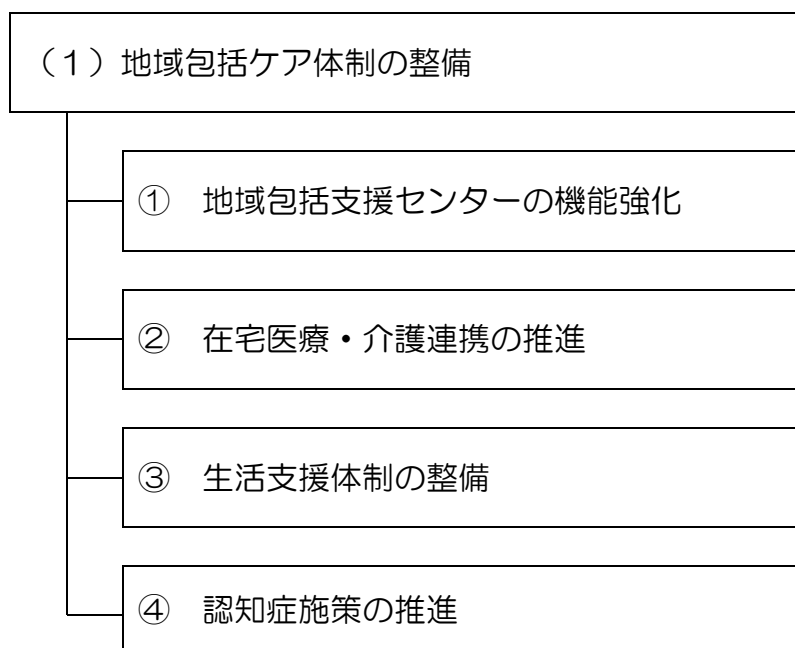 （１）地域包括ケア体制の整備
①　地域包括支援センターの機能強化
②　在宅医療・介護連携の推進
③　生活支援体制の整備
④　認知症施策の推進